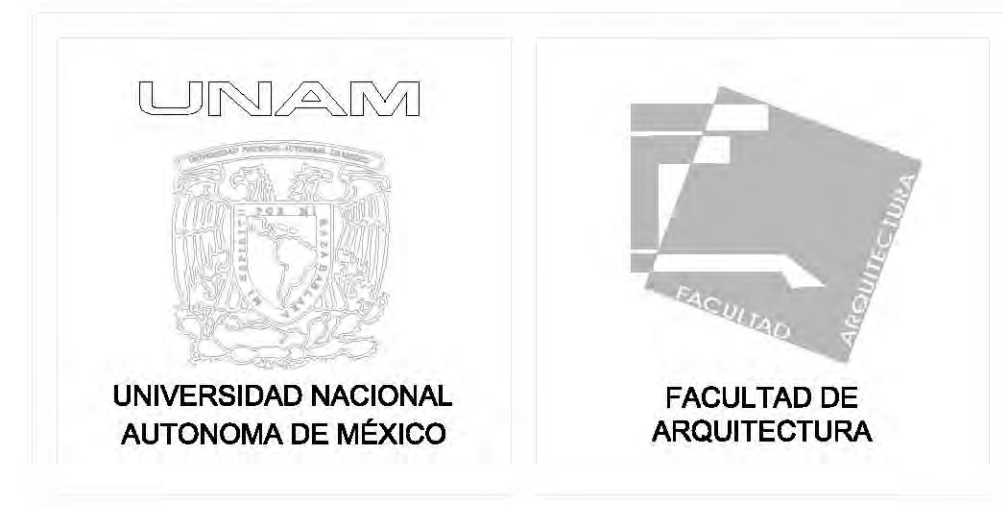 UNAM
UNIVERSIDAD NACIONAL AUTONOMA DE MEXICO
POR MI
RAZA HABLARA
MI ESPIRITU
UNIVERSIDAD NACIONAL
AUTONOMA DE MÉXICO
FACULTAD
ARQUITECTURA
FACULTAD DE
ARQUITECTURA